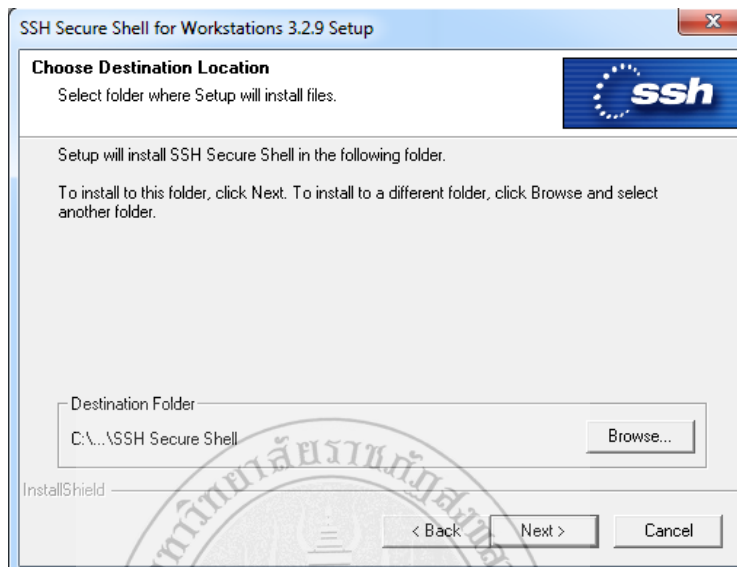 SSH Secure Shell for Workstations 3.2.9 Setup
Choose Destination Location
Select folder where Setup will install files.
ssh
Setup will install SSH Secure Shell in the following folder.
To install to this folder, click Next. To install to a different folder, click Browse and select
another folder.
Destination Folder
C:\...\SSH Secure Shell
Browse...
InstallShield
< Back
Next >
Cancel